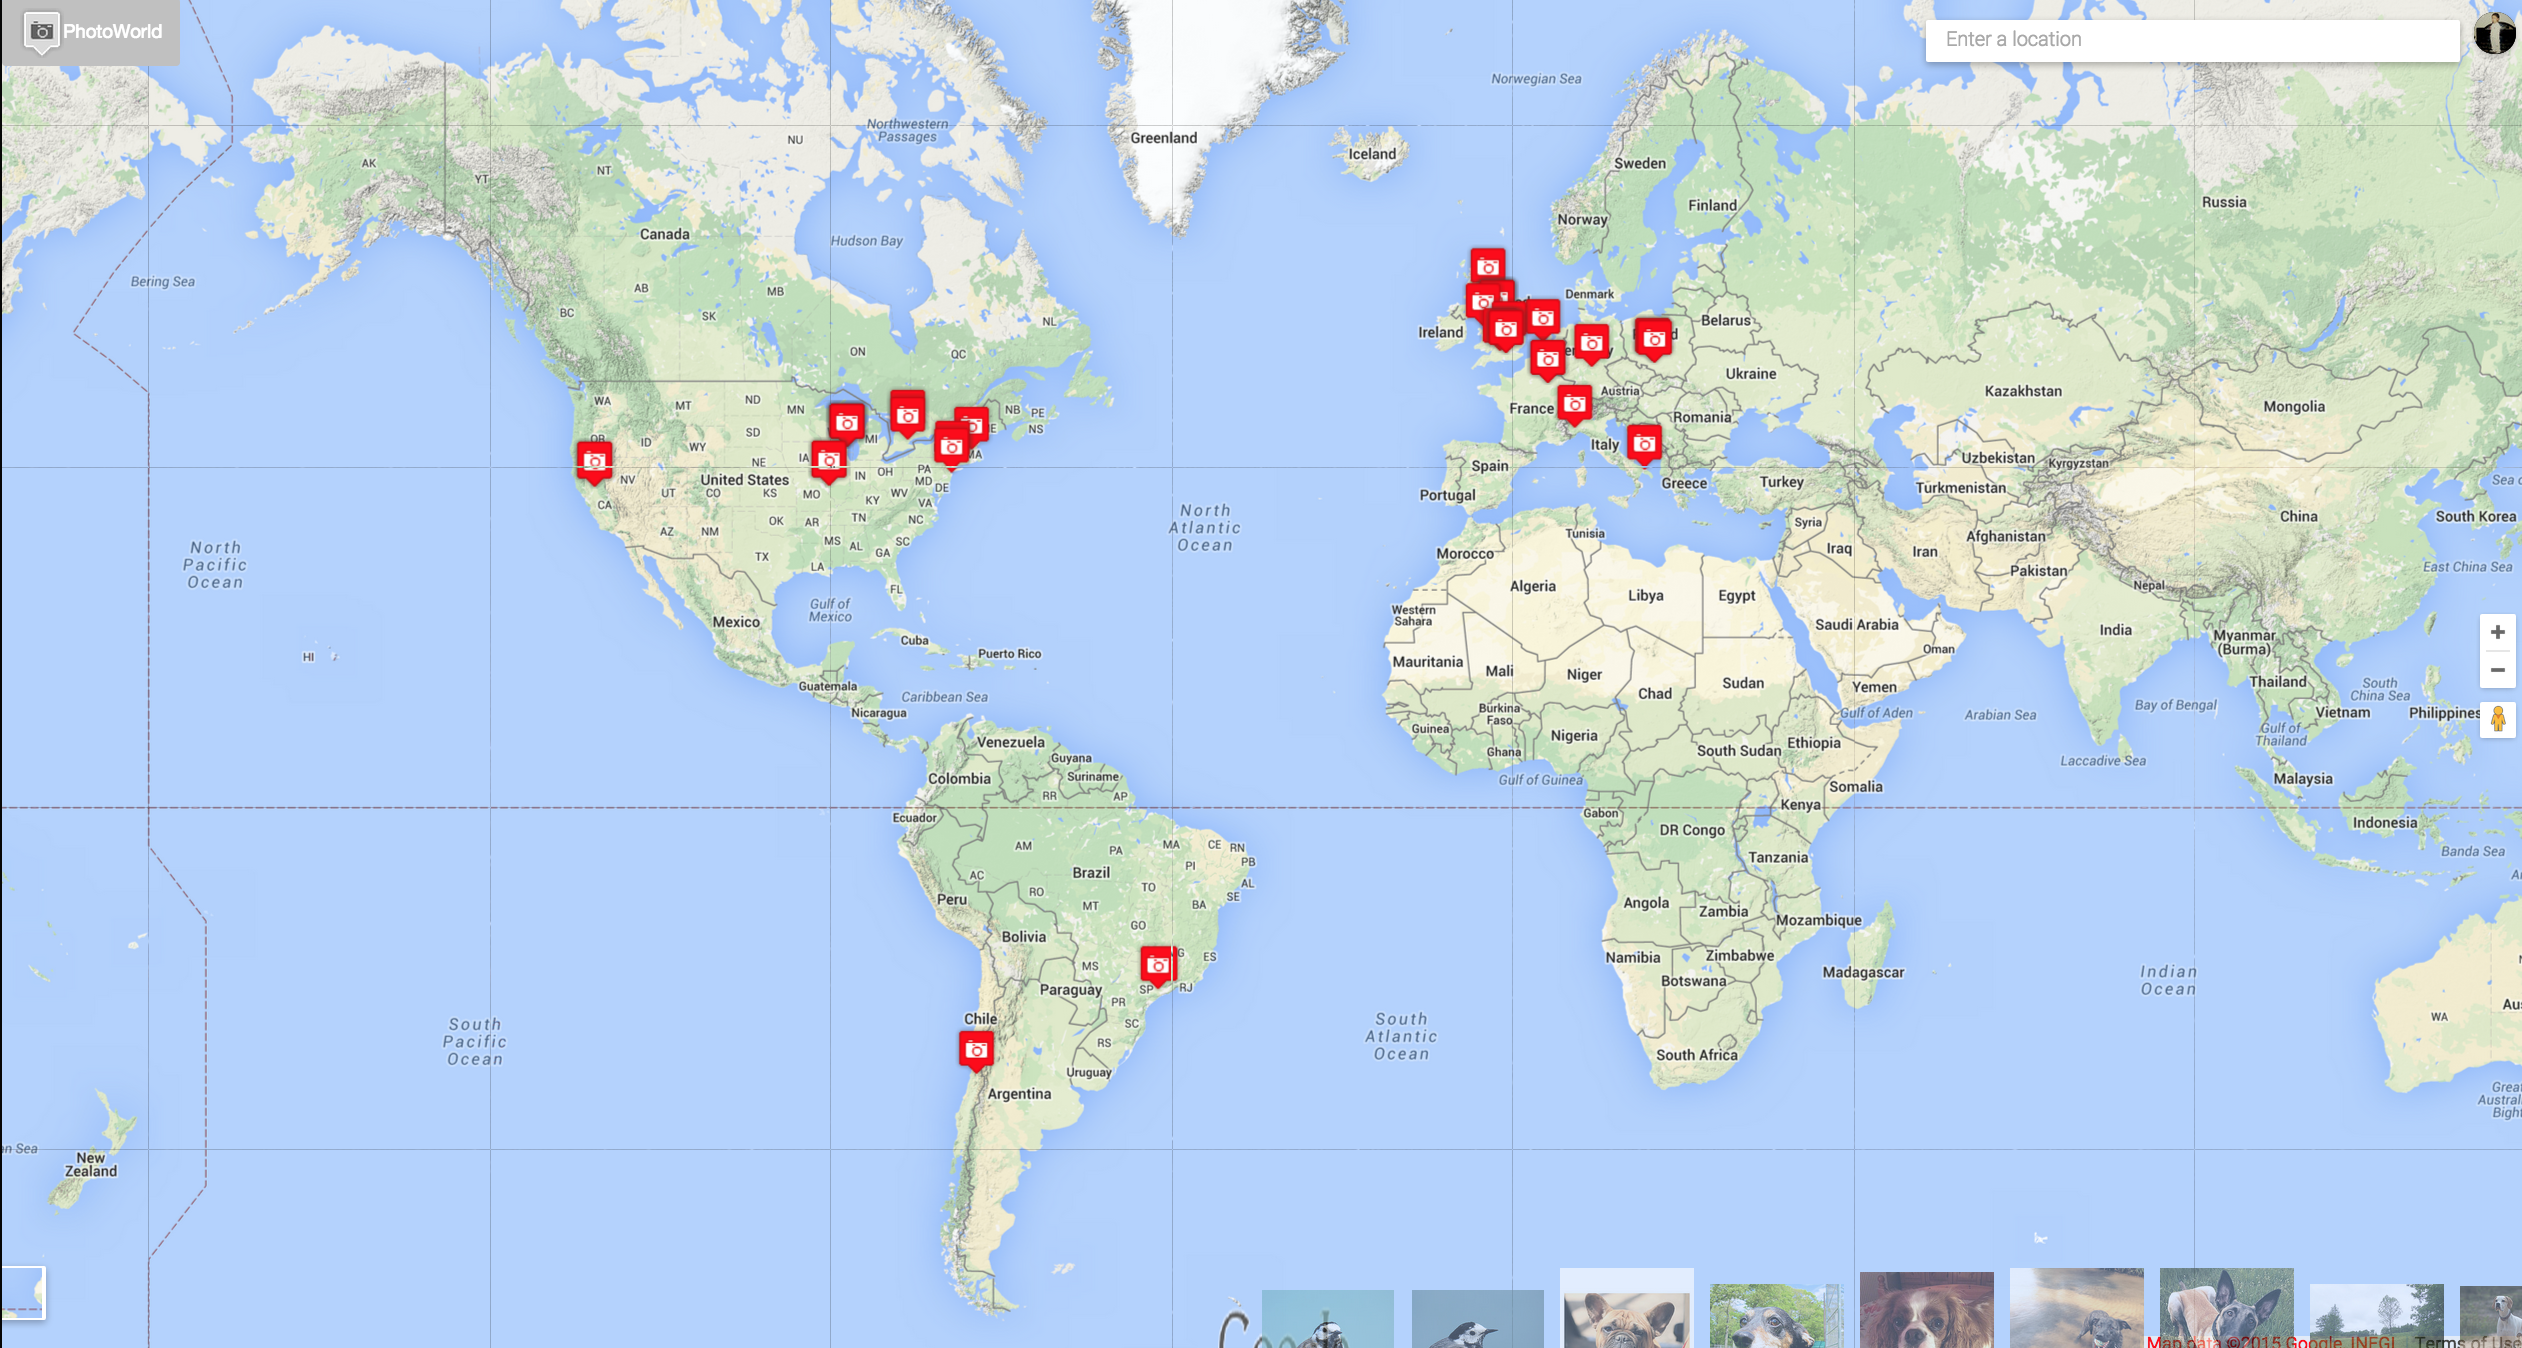 PhotoWorld
Enter a location
Norwegian Sea
Northwestern
Passages
NU
Greenland
Iceland
AK
YT
NT
Sweden
Finland
Norway
Russia
Canada
Hudson Bay
Bering Sea
AB
MB
BC
SK
NL
Denmark
Ireland
Belarus
ON
QC
Ukraine
Austria
Kazakhstan
Mongolia
WA
MT
ND
MN
NB
PE
NS
France
Romania
OR
ID
SD
WY
MI
Italy
IA
NE
MA
Uzbekistan
Kyrgyzstan
Spain
NV
United States
IN
OH
PA
MD
DE
Greece
Turkey
Turkmenistan
Sea o
UT
CO
KS
MO
KY
WV
VA
Portugal
CA
North
Atlantic
Ocean
Syria
China
South Korea
AZ
NM
OK
AR
TN
NC
Tunisia
Afghanistan
MS
AL
GA
SC
Morocco
Iraq
Iran
North
Pacific
Ocean
TX
LA
Pakistan
East China Sea
Algeria
Libya
Egypt
Nepal
FL
Gulf of
Mexico
Western
Sahara
Mexico
Saudi Arabia
India
Myanmar
(Burma)
Cuba
Puerto Rico
HI
Oman
Mauritania
Mali
Niger
Chad
Sudan
Yemen
Thailand
South
China Sea
Guatemala
Caribbean Sea
Nicaragua
Burkina
Faso
Gulf of Aden
Arabian Sea
Bay of Bengal
Vietnam
Philippines
Guinea
Nigeria
Gulf of
Thailand
Venezuela
Ghana
South Sudan
Ethiopia
Guyana
Laccadive Sea
Colombia
Suriname
Gulf of Guinea
Somalia
Malaysia
RR
AP
Kenya
Ecuador
Gabon
Indonesia
DR Congo
AM
PA
MA
CE
RN
PB
Tanzania
Banda Sea
Brazil
PI
AC
RO
TO
AL
SE
Peru
MT
BA
Angola
Zambia
Mozambique
GO
Bolivia
Namibia
Zimbabwe
MS
G
ES
Madagascar
Indian
Ocean
Paraguay
SP
RJ
Botswana
PR
Chile
SC
South
Pacific
Ocean
South
Atlantic
Ocean
WA
Au
RS
South Africa
Uruguay
Argentina
Great
Austral
Bigh
n Sea
New
Zealand
Google
Map data ©2015 Google, INEGI
Terms of Use